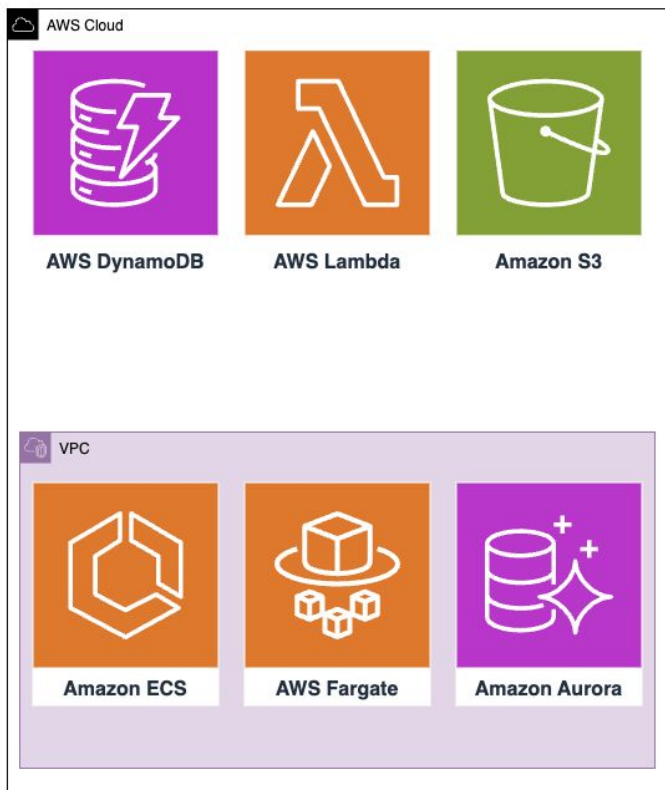 AWS Cloud
AWS DynamoDB AWS Lambda Amazon S3
VPC
Amazon ECS AWS Fargate Amazon Aurora